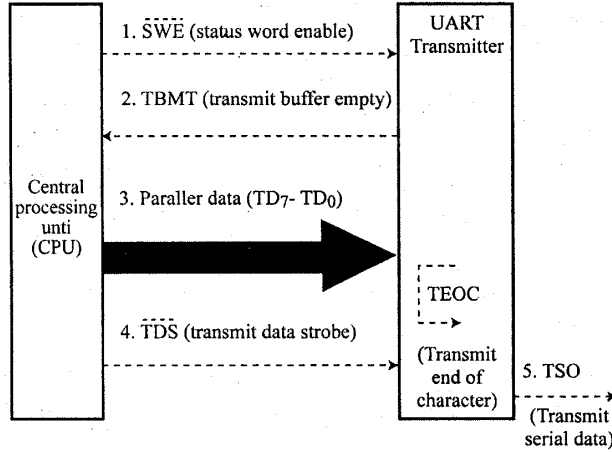 1. SWE (status word enable)
UART
Transmitter
2. TBMT (transmit buffer empty)
Central
processing
unti
(CPU)
3. Paraller data (TD7- TD0)
TEOC
4. TDS (transmit data strobe)
(Transmit
end of
character)
5. TSO
(Transmit
serial data)